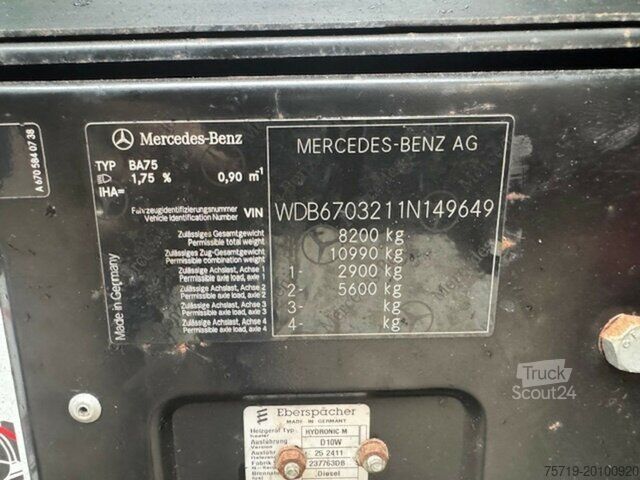 A 670 584 07 38
Mercedes-Benz
TYP BA75
1,75 % 0,90 m⁻¹
IHA=
Fahrzeugidentifizierungsnummer
Vehicle Identification Number VIN
Made in Germany
Zulässiges Gesamtgewicht
Permissible total weight
Zulässiges Zug-Gesamtgewicht
Permissible combination weight
Zulässige Achslast, Achse 1
Permissible axle load, axle 1
Zulässige Achslast, Achse 2
Permissible axle load, axle 2
Zulässige Achslast, Achse 3
Permissible axle load, axle 3
Zulässige Achslast, Achse 4
Permissible axle load, axle 4
MERCEDES-BENZ AG
WDB6703211N149649
8200 kg
10990 kg
1- 2900 kg
2- 5600 kg
3- kg
4- kg
Eberspächer
MADE IN GERMANY
Heizgerät Typ HYDRONIC-M
Ausführung D10W
25 2411
Fabrik 237763D8
Diesel
Truck
Scout24
75719-20100920